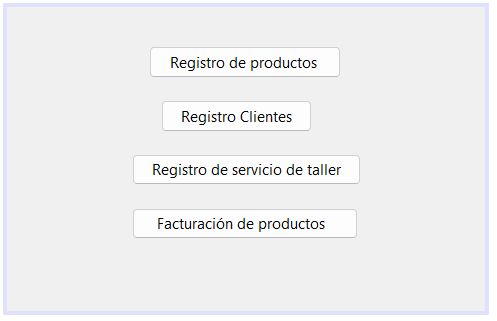 Registro de productos
Registro Clientes
Registro de servicio de taller
Facturación de productos